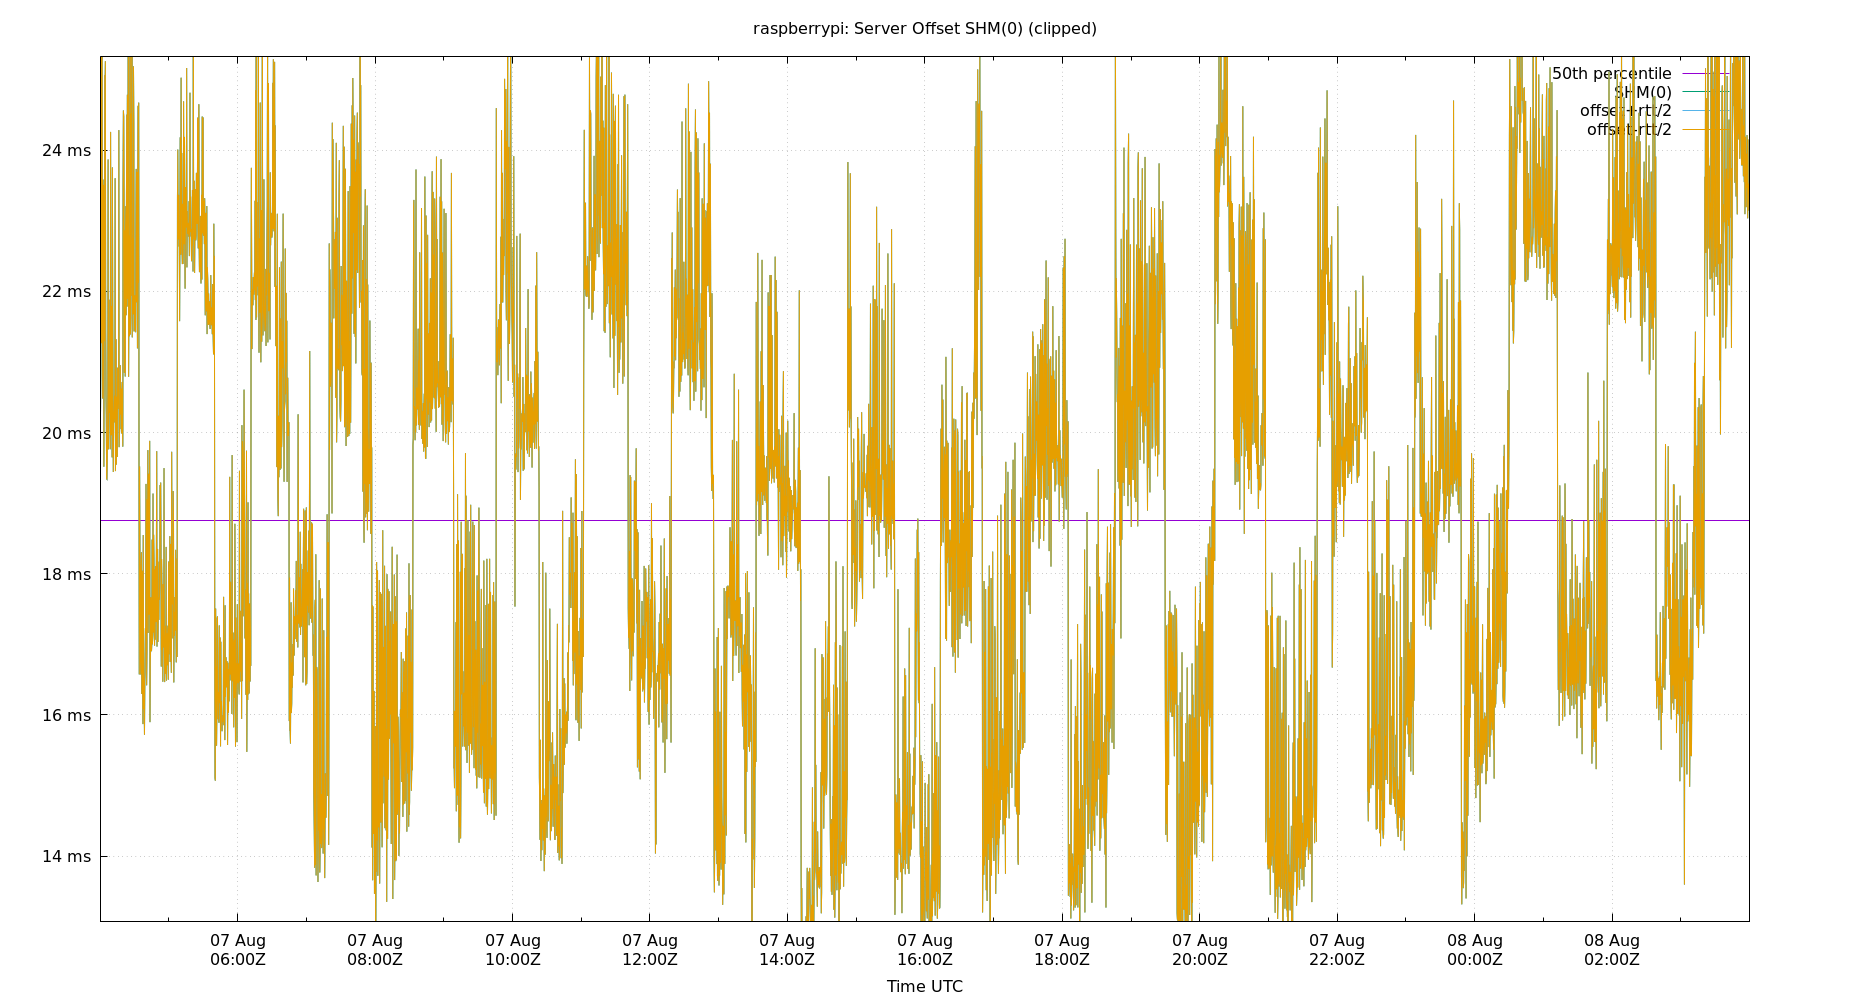 raspberrypi: Server Offset SHM(0) (clipped)
50th percentile
SHM(0)
offset+rtt/2
offset-rtt/2
24 ms
22 ms
20 ms
18 ms
16 ms
14 ms
07 Aug 07 Aug 07 Aug 07 Aug 07 Aug 07 Aug 07 Aug 07 Aug 07 Aug 08 Aug 08 Aug
06:00Z 08:00Z 10:00Z 12:00Z 14:00Z 16:00Z 18:00Z 20:00Z 22:00Z 00:00Z 02:00Z
Time UTC